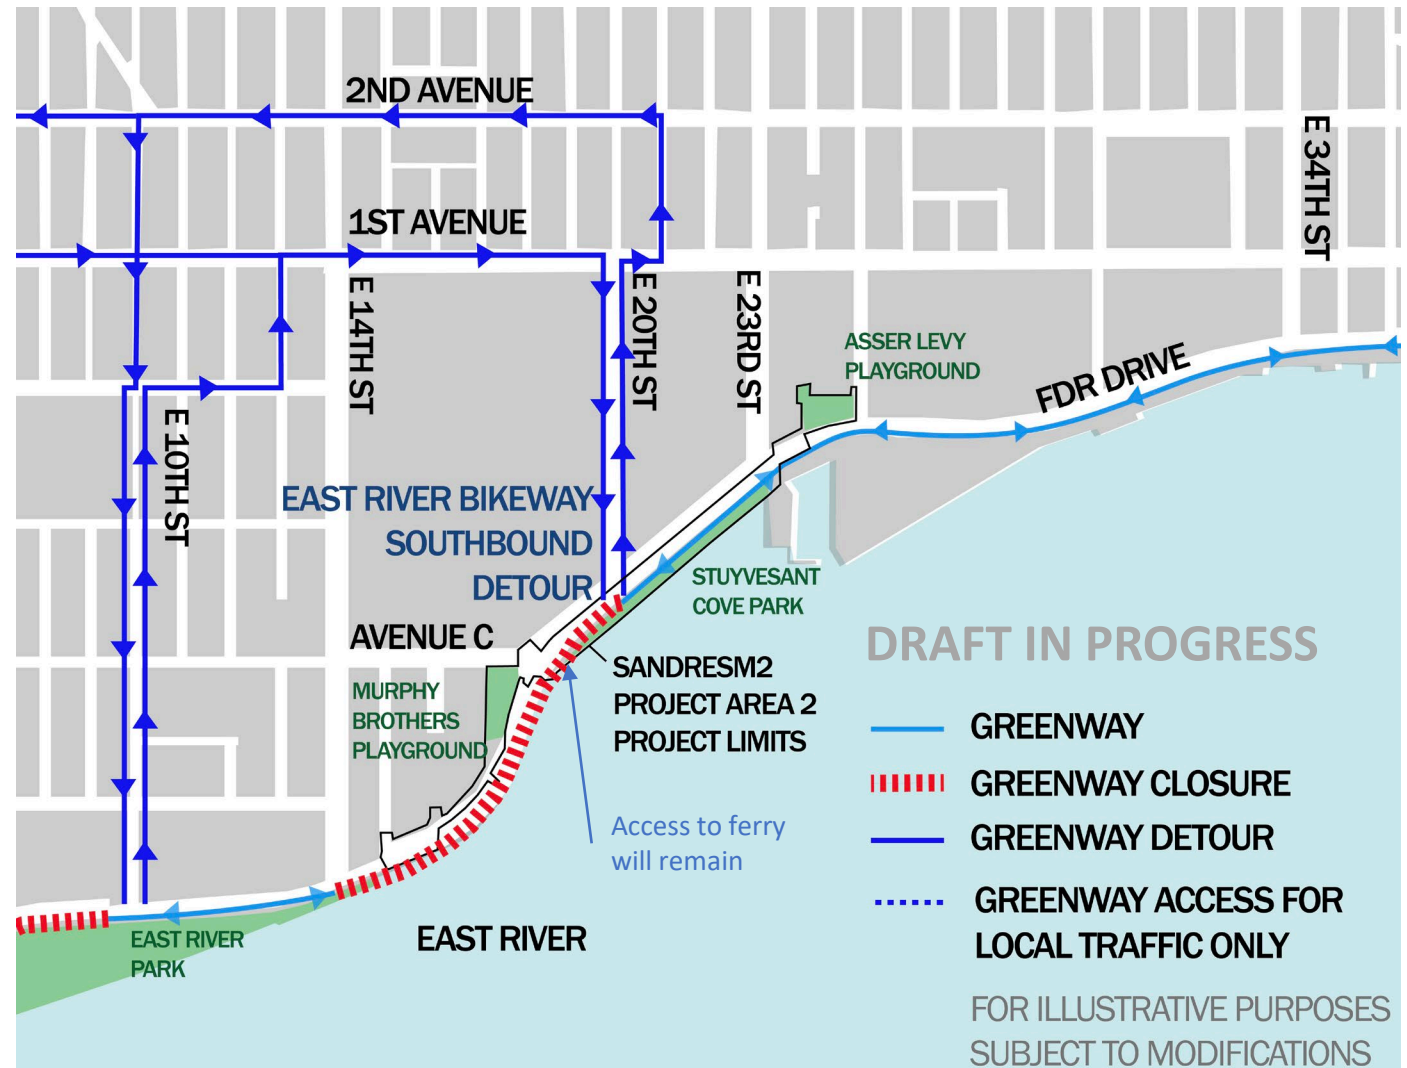 2ND AVENUE
1ST AVENUE
E 34TH ST
E 14TH ST
E 20TH ST
E 23RD ST
ASSER LEVY
PLAYGROUND
FDR DRIVE
E 10TH ST
EAST RIVER BIKEWAY
SOUTHBOUND
DETOUR
STUYVESANT
COVE PARK
AVENUE C
MURPHY
BROTHERS
PLAYGROUND
SANDRESM2
PROJECT AREA 2
PROJECT LIMITS
Access to ferry
will remain
EAST RIVER
PARK
EAST RIVER
DRAFT IN PROGRESS
GREENWAY
GREENWAY CLOSURE
GREENWAY DETOUR
GREENWAY ACCESS FOR
LOCAL TRAFFIC ONLY
FOR ILLUSTRATIVE PURPOSES
SUBJECT TO MODIFICATIONS